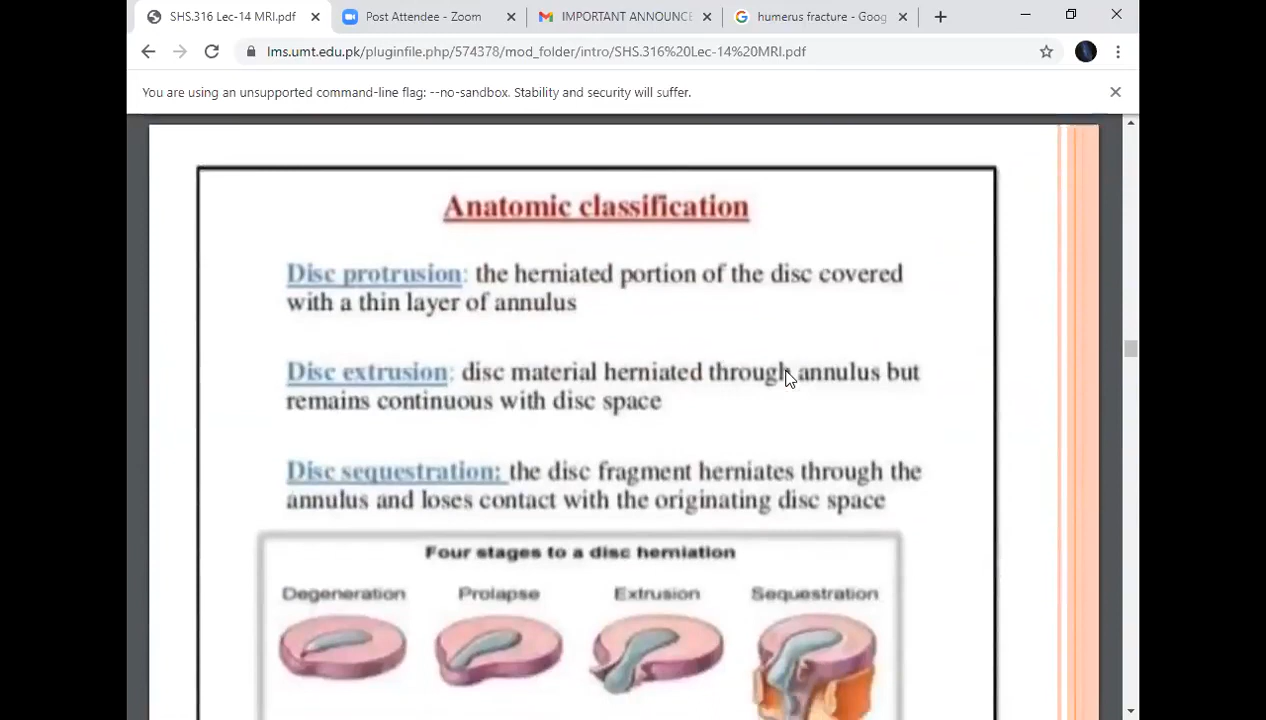 SHS.316 Lec-14 MRI.pdf
Post Attendee - Zoom
IMPORTANT ANNOUNCE
humerus fracture - Goog
lms.umt.edu.pk/pluginfile.php/574378/mod_folder/intro/SHS.316%20Lec-14%20MRI.pdf
You are using an unsupported command-line flag: --no-sandbox. Stability and security will suffer.
Anatomic classification
Disc protrusion: the herniated portion of the disc covered
with a thin layer of annulus
Disc extrusion: disc material herniated through annulus but
remains continuous with disc space
Disc sequestration: the disc fragment herniates through the
annulus and loses contact with the originating disc space
Four stages to a disc herniation
Degeneration Prolapse Extrusion Sequestration